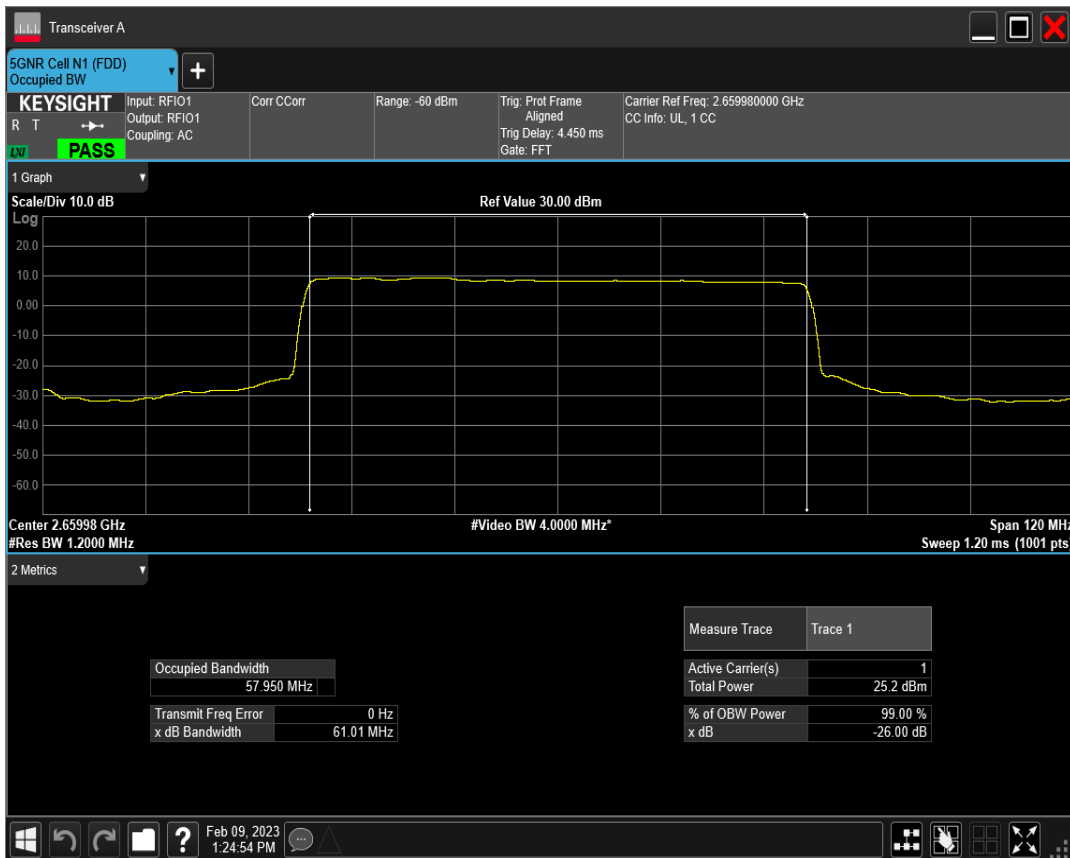 Transceiver A
5GNR Cell N1 (FDD)
Occupied BW
KEYSIGHT
R T
LXI
PASS
Input: RFIO1
Output: RFIO1
Coupling: AC
Corr CCorr
Range: -60 dBm
Trig: Prot Frame
Aligned
Trig Delay: 4.450 ms
Gate: FFT
Carrier Ref Freq: 2.659980000 GHz
CC Info: UL, 1 CC
1 Graph
Scale/Div 10.0 dB
Ref Value 30.00 dBm
Log
20.0
10.0
0.00
-10.0
-20.0
-30.0
-40.0
-50.0
-60.0
Center 2.65998 GHz
#Video BW 4.0000 MHz*
Span 120 MHz
#Res BW 1.2000 MHz
Sweep 1.20 ms (1001 pts)
2 Metrics
Measure Trace Trace 1
Occupied Bandwidth
57.950 MHz
Active Carrier(s) 1
Total Power 25.2 dBm
Transmit Freq Error 0 Hz
x dB Bandwidth 61.01 MHz
% of OBW Power 99.00 %
x dB -26.00 dB
?
Feb 09, 2023
1:24:54 PM